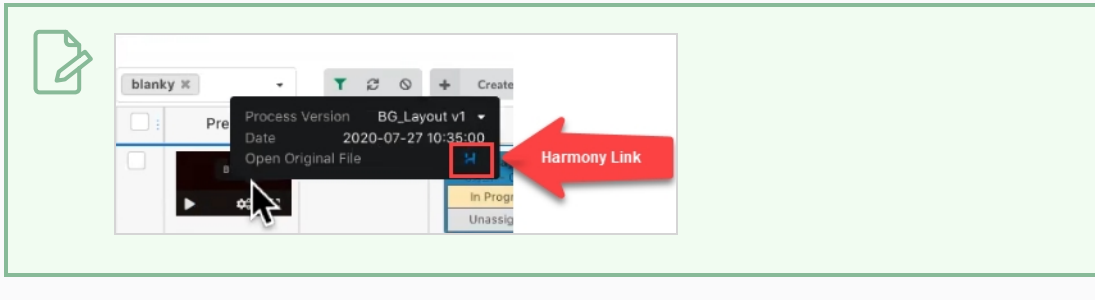 blanky ×
Create
Pre
Process Version BG_Layout v1
Date 2020-07-27 10:35:00
Open Original File
Harmony Link
B
In Progr
Unassig